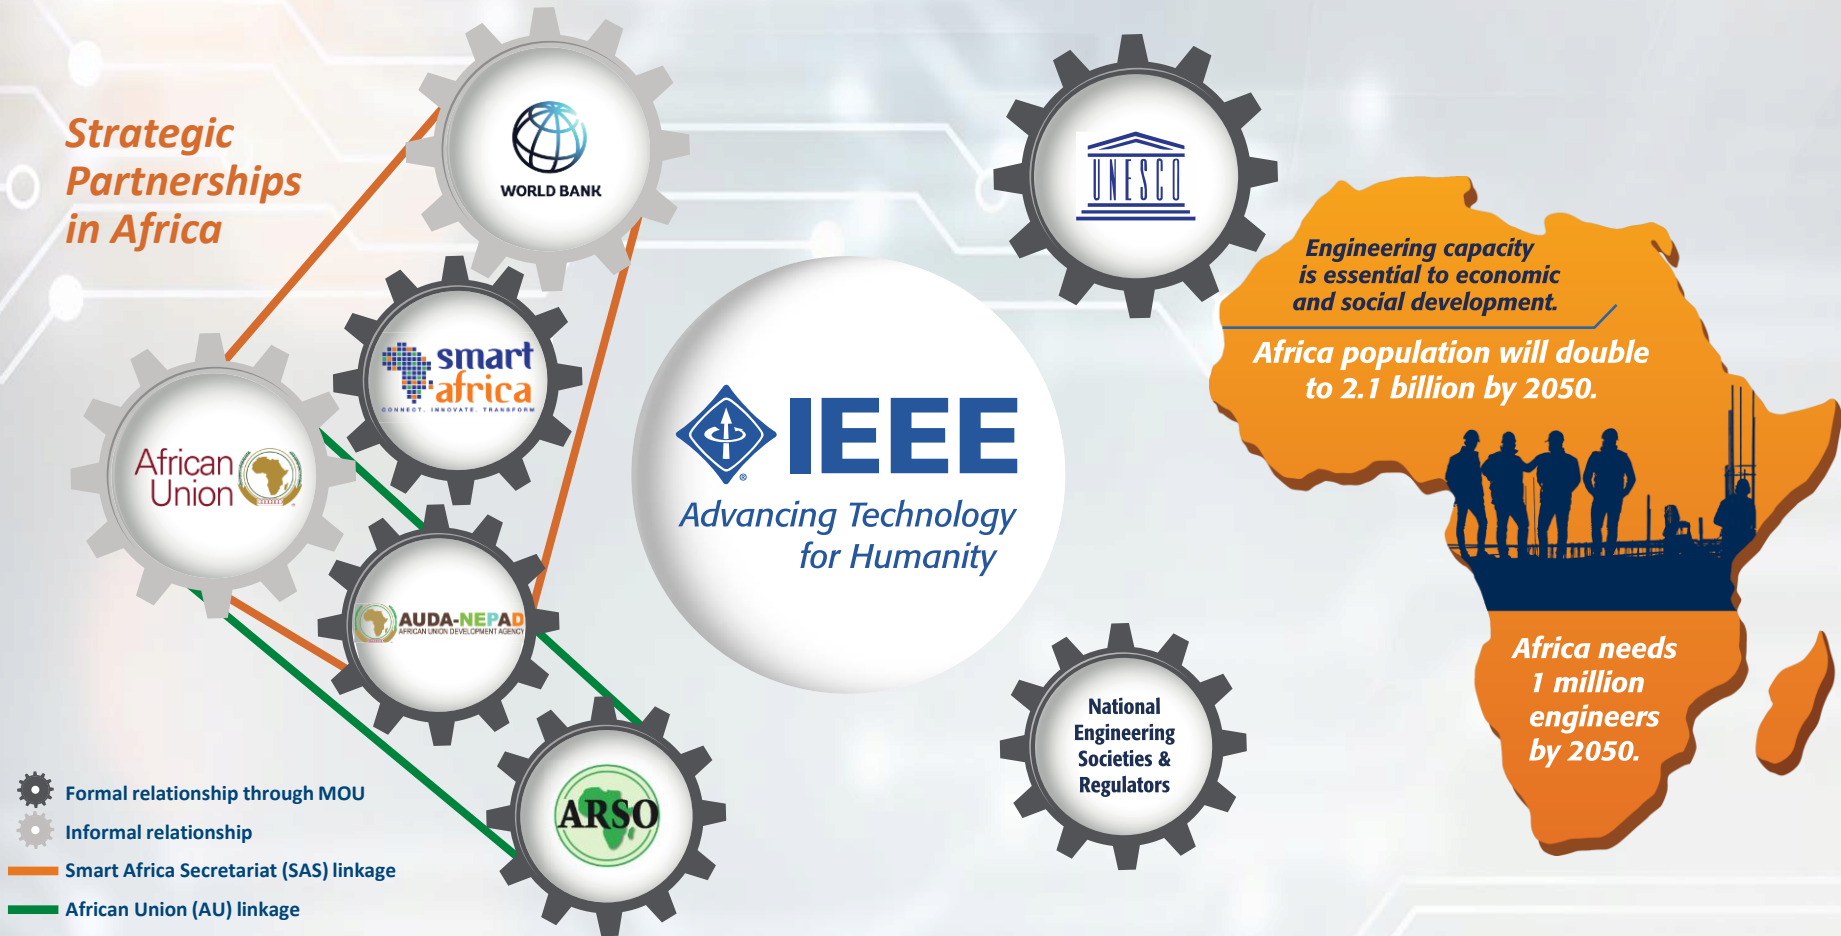 Strategic
Partnerships
in Africa
WORLD BANK
UNESCO
smart
africa
CONNECT. INNOVATE. TRANSFORM
African
Union
AUDA-NEPAD
AFRICAN UNION DEVELOPMENT AGENCY
ARSO
IEEE
®
Advancing Technology
for Humanity
National
Engineering
Societies &
Regulators
Engineering capacity
is essential to economic
and social development.
Africa population will double
to 2.1 billion by 2050.
Africa needs
1 million
engineers
by 2050.
Formal relationship through MOU
Informal relationship
Smart Africa Secretariat (SAS) linkage
African Union (AU) linkage